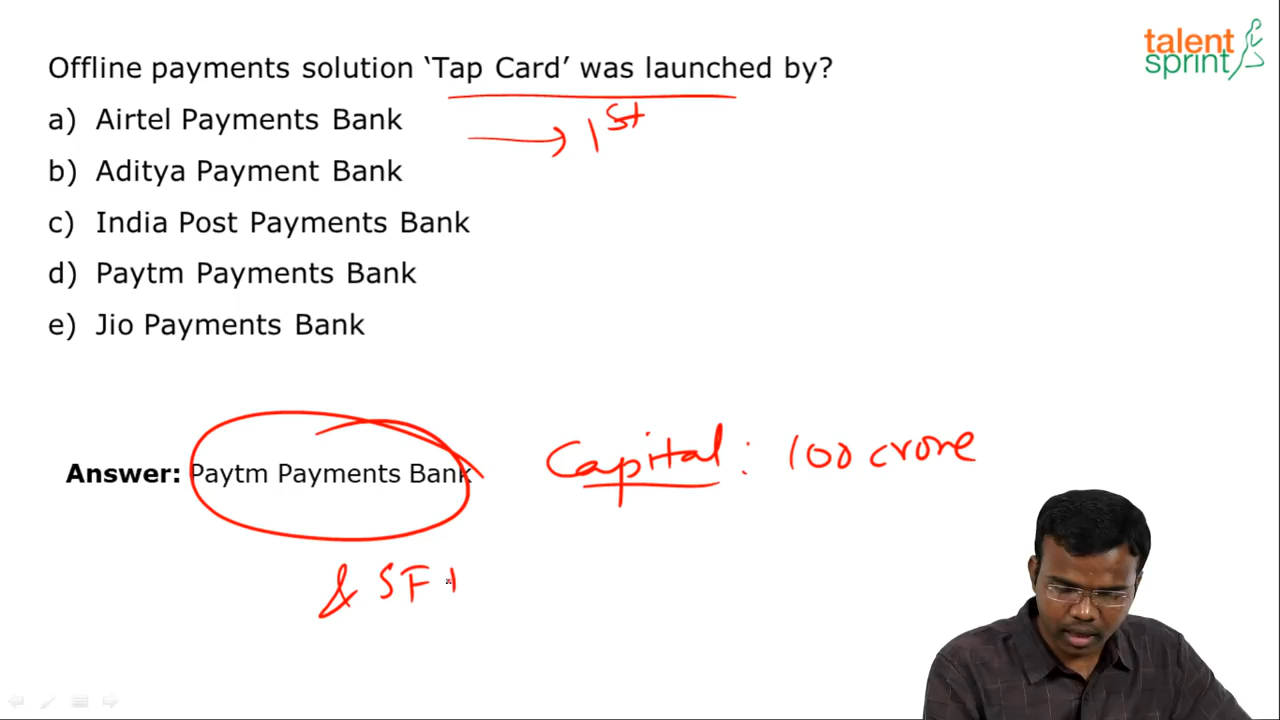 talent
sprint
Offline payments solution ‘Tap Card’ was launched by?
a) Airtel Payments Bank
1st
b) Aditya Payment Bank
c) India Post Payments Bank
d) Paytm Payments Bank
e) Jio Payments Bank
Answer: Paytm Payments Bank
Capital: 100 crore
& SF